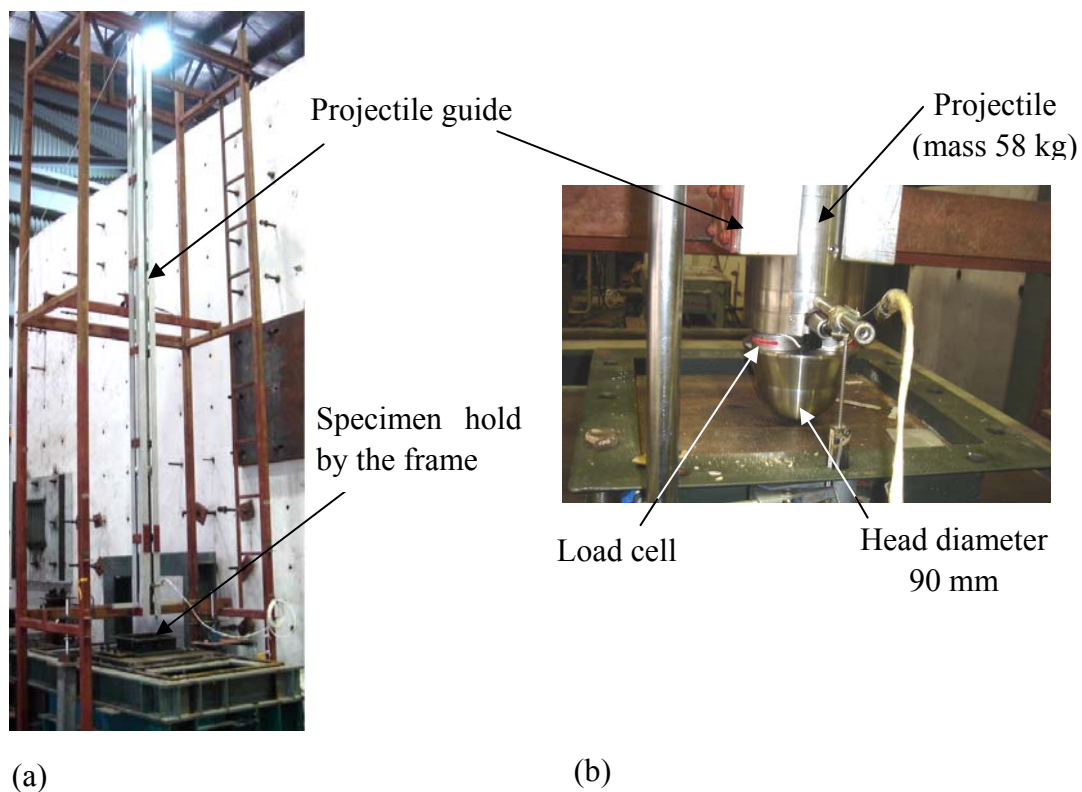 Projectile guide
Projectile
(mass 58 kg)
Specimen hold
by the frame
Load cell
Head diameter
90 mm
(a)
(b)